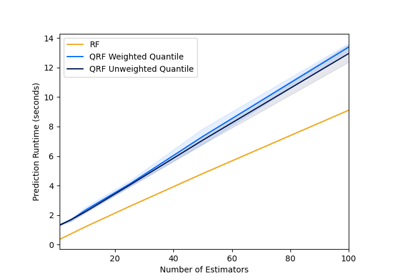 14
12
10
8
6
4
2
0
Prediction Runtime (seconds)
RF
QRF Weighted Quantile
QRF Unweighted Quantile
20
40
60
80
100
Number of Estimators